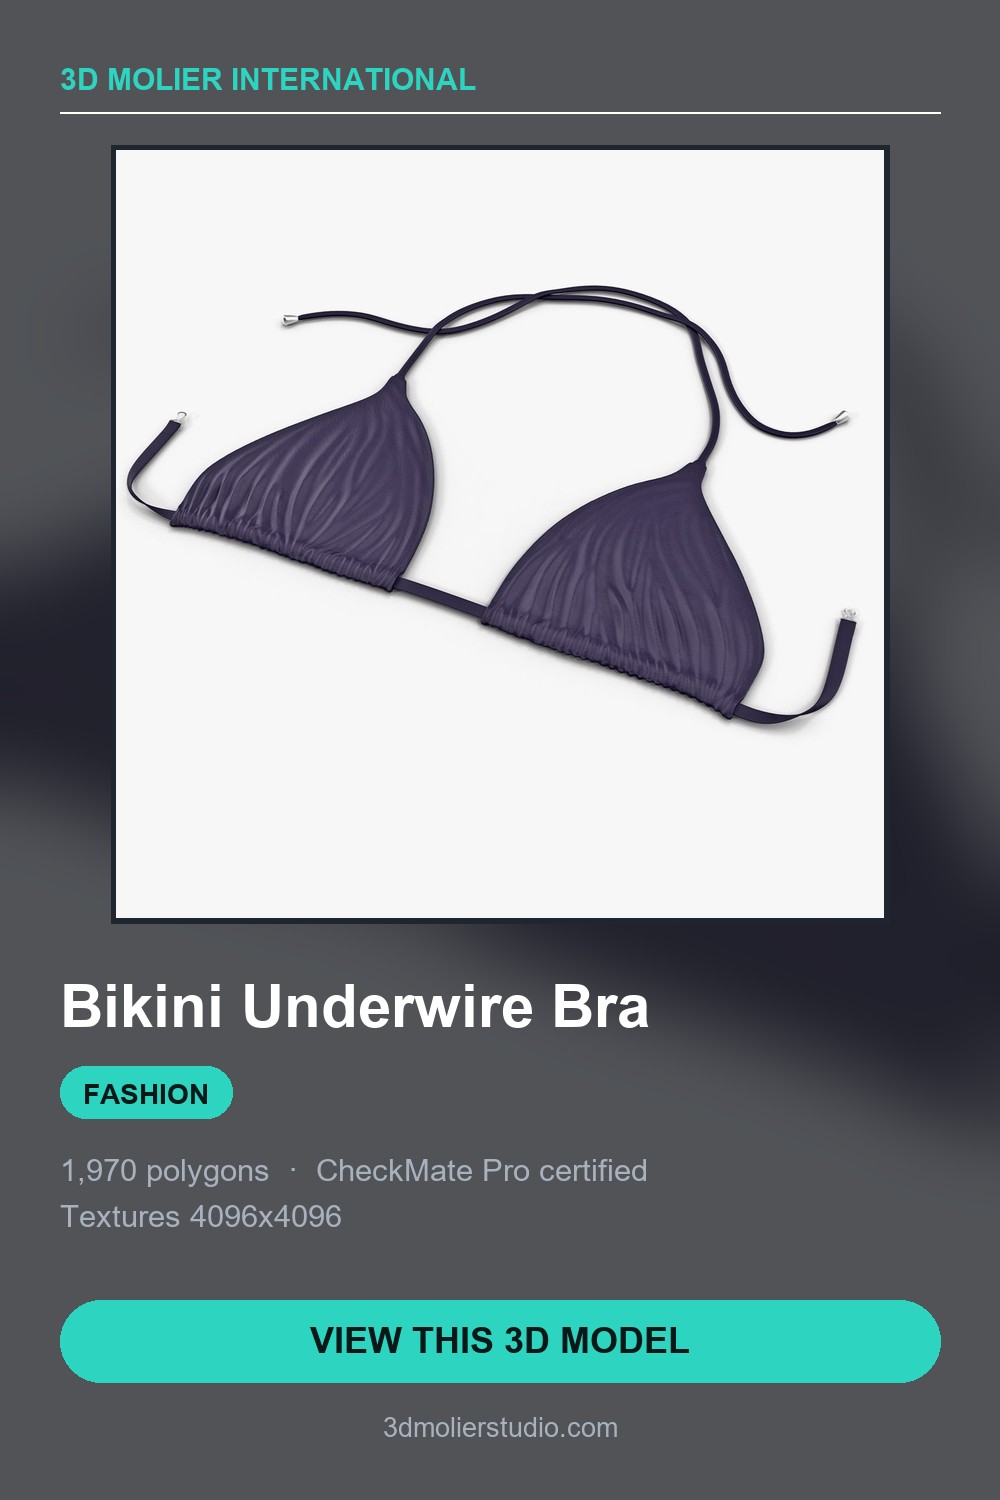 3D MOLIER INTERNATIONAL
Bikini Underwire Bra
FASHION
1,970 polygons · CheckMate Pro certified
Textures 4096x4096
VIEW THIS 3D MODEL
3dmolierstudio.com